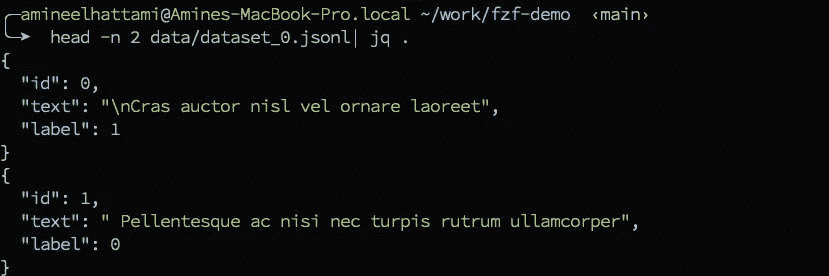 amineelhattami@Amines-MacBook-Pro.local ~/work/fzf-demo ‹main›
➤ head -n 2 data/dataset_0.jsonl| jq .
{
  "id": 0,
  "text": "\nCras auctor nisl vel ornare laoreet",
  "label": 1
}
{
  "id": 1,
  "text": " Pellentesque ac nisi nec turpis rutrum ullamcorper",
  "label": 0
}